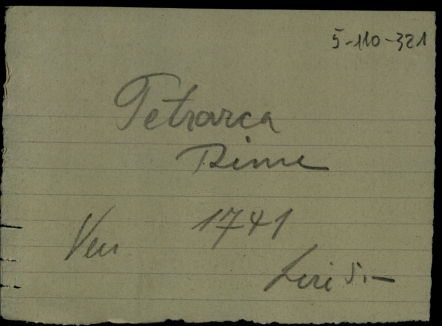 5-110-321
Petrarca
Rime
1741
Ven
Lire 5.—